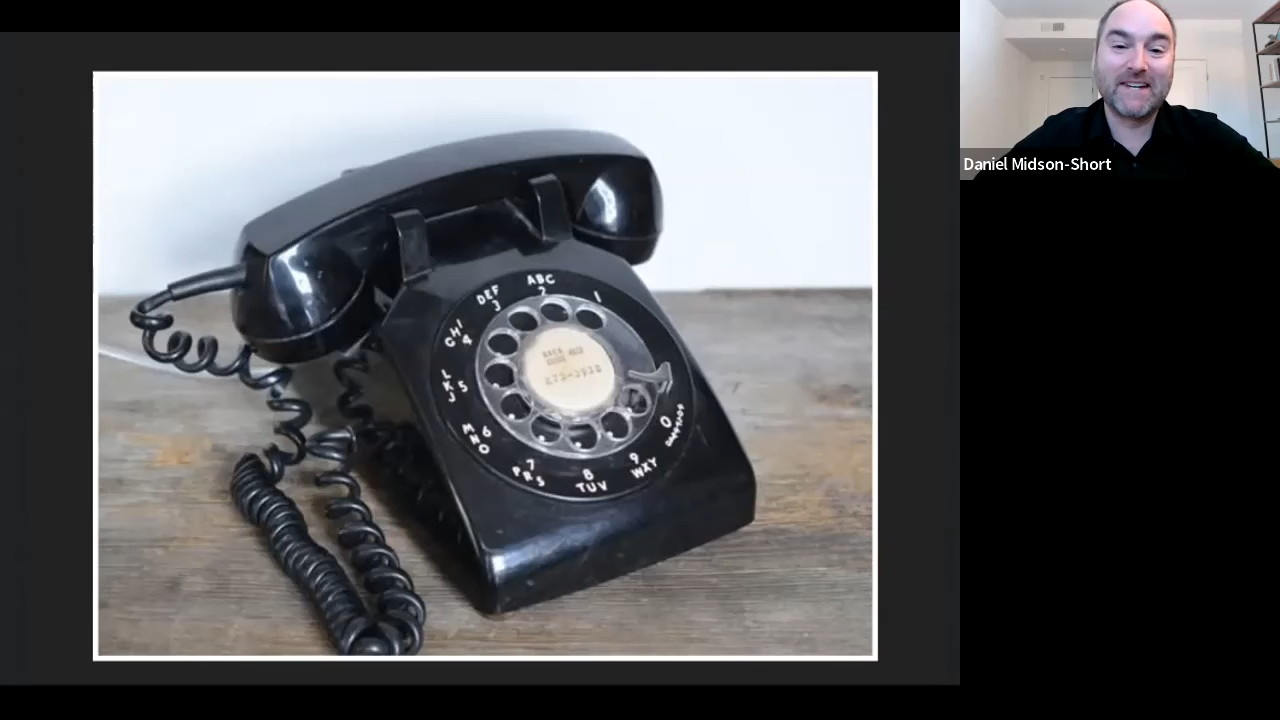 Daniel Midson-Short
ABC
2
1
DEF
3
GHI
4
JKL
5
MNO
6
PRS
7
TUV
8
WXY
9
0
OPERATOR